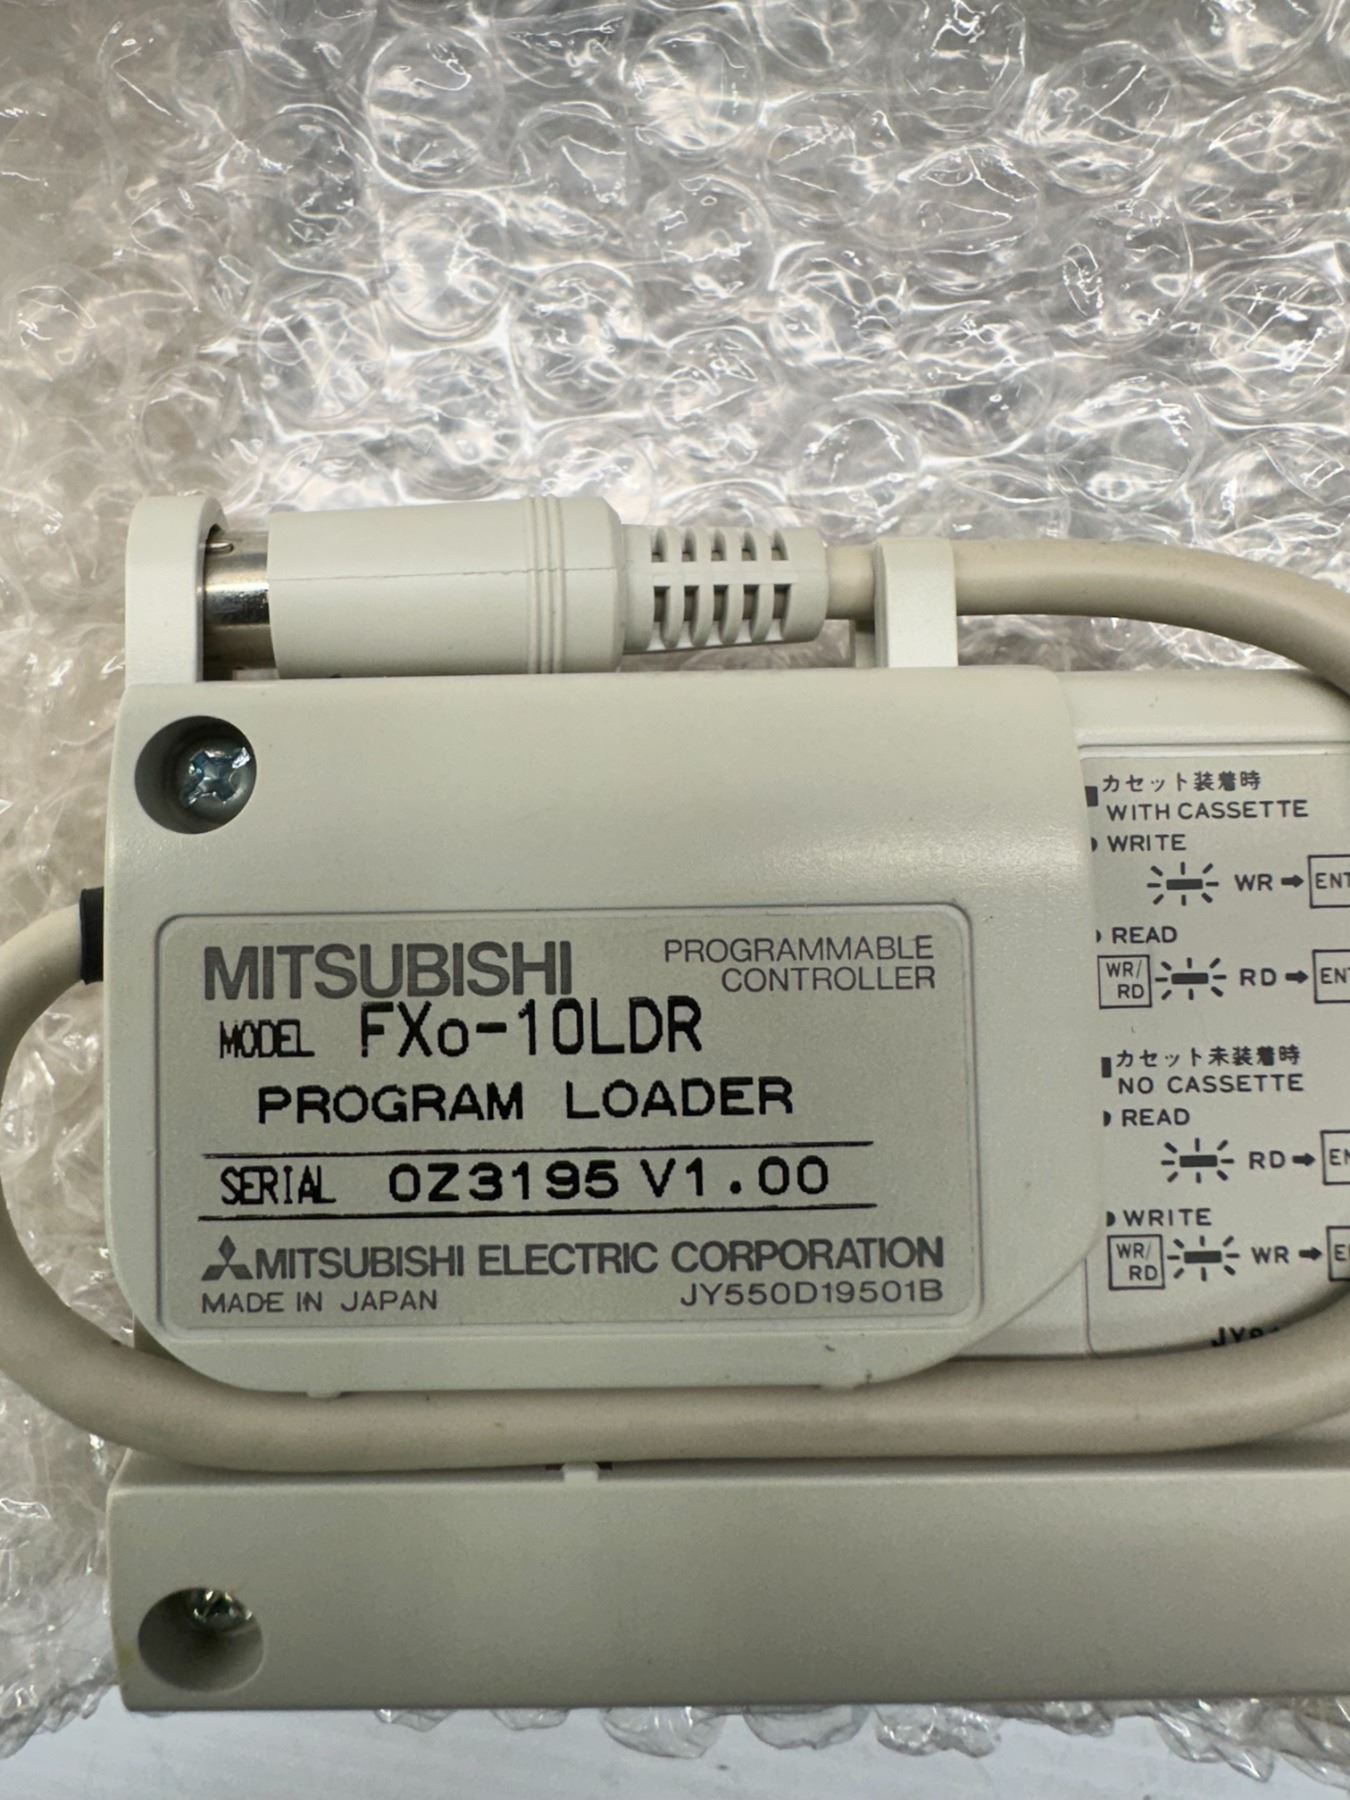 MITSUBISHI
PROGRAMMABLE
CONTROLLER
MODEL FXo-10LDR
PROGRAM LOADER
SERIAL 0Z3195 V1.00
MITSUBISHI ELECTRIC CORPORATION
MADE IN JAPAN JY550D19501B
カセット装着時
WITH CASSETTE
WRITE
WR ➡ ENT
READ
WR/RD RD ➡ ENT
カセット未装着時
NO CASSETTE
READ
RD ➡
WRITE
WR/RD WR ➡